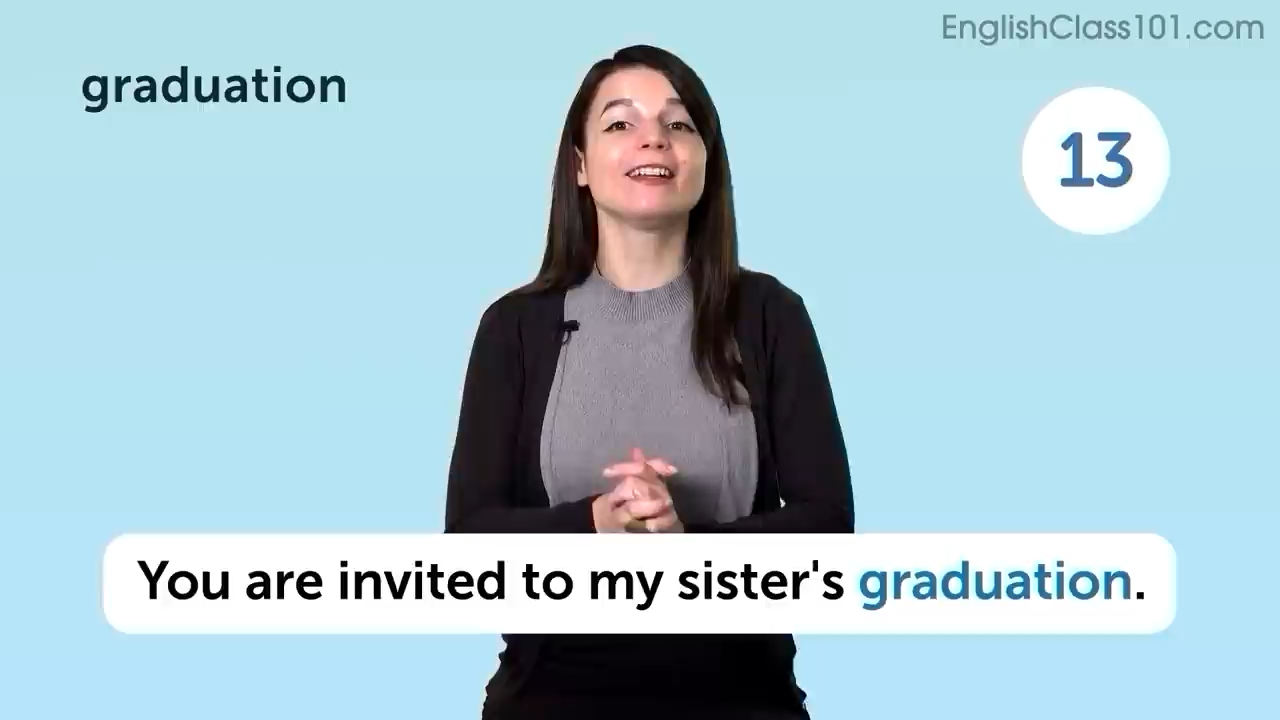 EnglishClass101.com
graduation
13
You are invited to my sister's graduation.